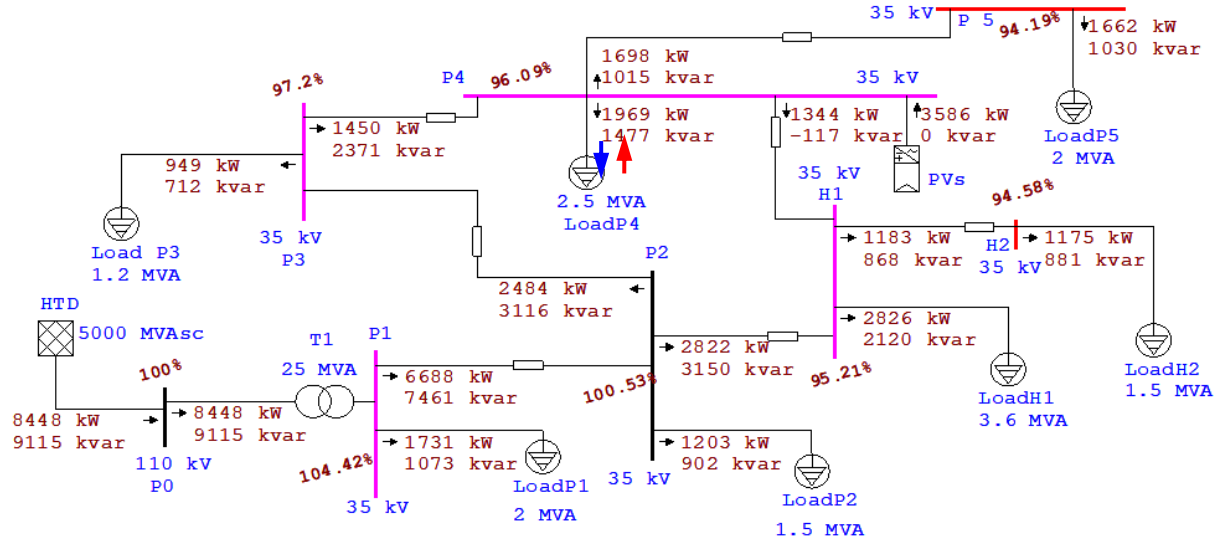 35 kV
P 5
94.19%
1662 kW
1030 kvar
LoadP5
2 MVA
1698 kW
1015 kvar
P4
96.09%
35 kV
1969 kW
1477 kvar
2.5 MVA
LoadP4
1344 kW
-117 kvar
3586 kW
0 kvar
PVs
97.2%
1450 kW
2371 kvar
949 kW
712 kvar
Load P3
1.2 MVA
35 kV
P3
35 kV
H1
94.58%
1183 kW
868 kvar
H2
35 kV
1175 kW
881 kvar
LoadH2
1.5 MVA
P2
2484 kW
3116 kvar
2826 kW
2120 kvar
LoadH1
3.6 MVA
2822 kW
3150 kvar
95.21%
HTD
5000 MVAsc
T1
25 MVA
P1
100%
6688 kW
7461 kvar
100.53%
8448 kW
9115 kvar
8448 kW
9115 kvar
110 kV
P0
104.42%
1731 kW
1073 kvar
LoadP1
2 MVA
35 kV
1203 kW
902 kvar
35 kV
LoadP2
1.5 MVA